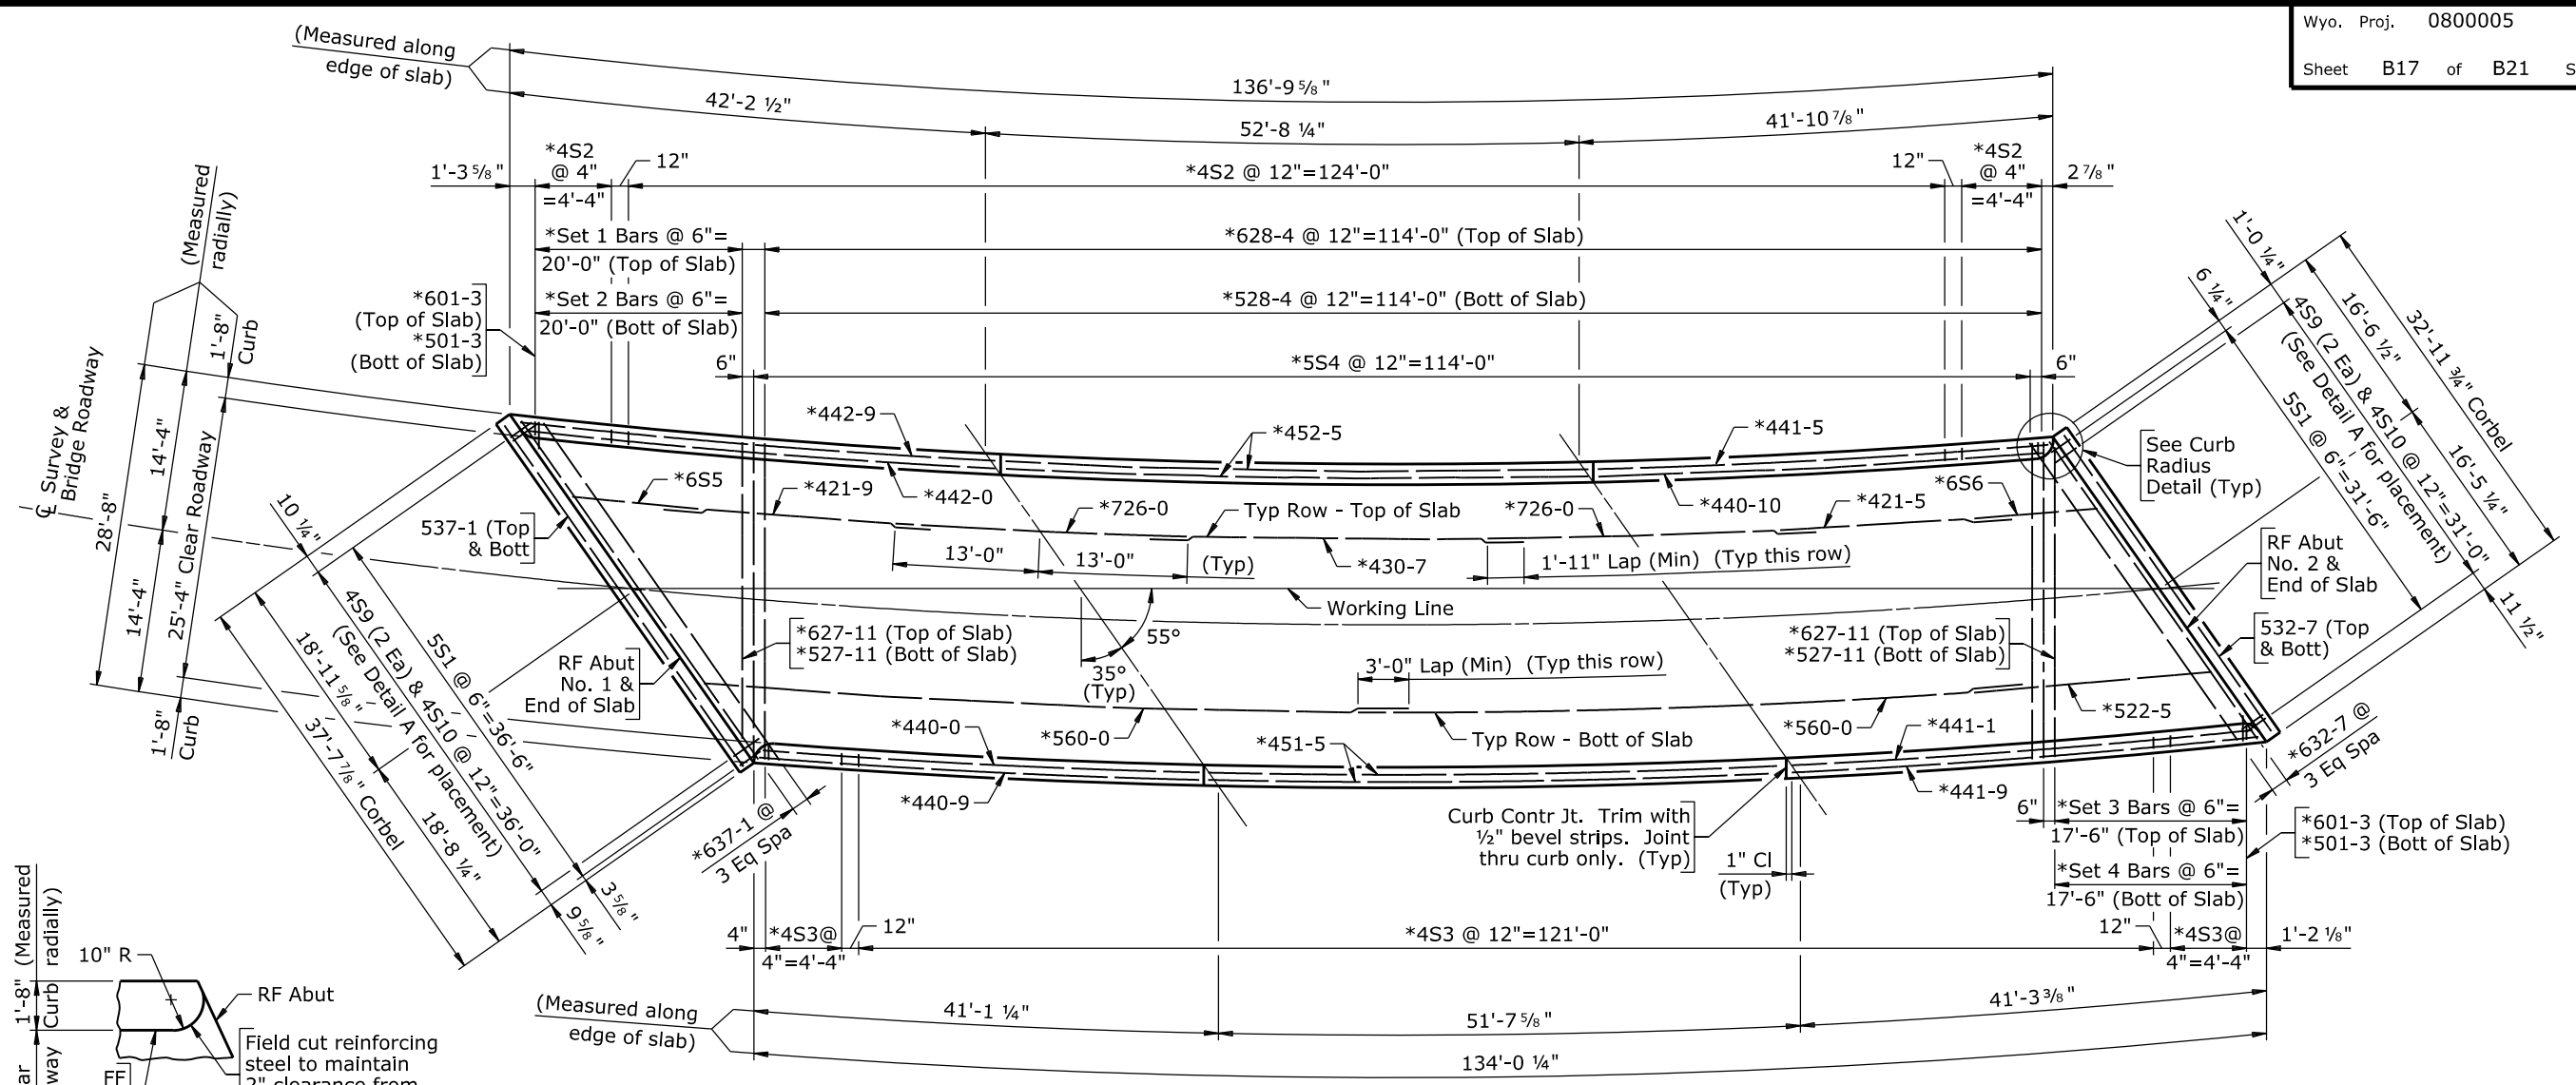 Wyo. Proj. 0800005
Sheet B17 of B21 S
(Measured along
edge of slab)
136'-9 5/8"
42'-2 ½"
52'-8 ¼"
41'-10 7/8"
1'-3 5/8"
*4S2
@ 4"
=4'-4"
12"
*4S2 @ 12"=124'-0"
12"
*4S2
@ 4"
=4'-4"
2 7/8"
*Set 1 Bars @ 6"=
20'-0" (Top of Slab)
*628-4 @ 12"=114'-0" (Top of Slab)
*Set 2 Bars @ 6"=
20'-0" (Bott of Slab)
*528-4 @ 12"=114'-0" (Bott of Slab)
*601-3
(Top of Slab)
*501-3
(Bott of Slab)
6"
*5S4 @ 12"=114'-0"
6"
(Measured
radially)
1'-8"
Curb
℄ Survey &
Bridge Roadway
28'-8"
14'-4"
14'-4"
25'-4" Clear Roadway
1'-8"
Curb
*442-9
*452-5
*441-5
*6S5
*421-9
*442-0
*726-0
Typ Row - Top of Slab
*726-0
*440-10
*421-5
*6S6
See Curb
Radius
Detail (Typ)
537-1 (Top
& Bott
13'-0"
13'-0"
(Typ)
*430-7
1'-11" Lap (Min) (Typ this row)
Working Line
55°
35°
(Typ)
*627-11 (Top of Slab)
*527-11 (Bott of Slab)
*627-11 (Top of Slab)
*527-11 (Bott of Slab)
3'-0" Lap (Min) (Typ this row)
RF Abut
No. 1 &
End of Slab
RF Abut
No. 2 &
End of Slab
532-7 (Top
& Bott)
*440-0
*560-0
*451-5
Typ Row - Bott of Slab
*560-0
*441-1
*522-5
*440-9
*441-9
10 ¼"
5S1 @ 6"=36'-6"
4S9 (2 Ea) & 4S10 @ 12"=36'-0"
(See Detail A for placement)
18'-11 5/8"
18'-8 ¼"
37'-7 7/8" Corbel
3 5/8"
9 5/8"
*637-1 @
3 Eq Spa
1'-0 ¼"
6 ¼"
16'-6 ½"
32'-11 ¾" Corbel
4S9 (2 Ea) & 4S10 @ 12"=31'-0"
(See Detail A for placement)
5S1 @ 6"=31'-6"
16'-5 ¼"
11 ½"
*632-7 @
3 Eq Spa
Curb Contr Jt. Trim with
½" bevel strips. Joint
thru curb only. (Typ)
1" Cl
(Typ)
6"
*Set 3 Bars @ 6"=
17'-6" (Top of Slab)
*Set 4 Bars @ 6"=
17'-6" (Bott of Slab)
*601-3 (Top of Slab)
*501-3 (Bott of Slab)
4"
*4S3@
4"=4'-4"
12"
*4S3 @ 12"=121'-0"
12"
*4S3@
4"=4'-4"
1'-2 1/8"
(Measured along
edge of slab)
41'-1 ¼"
51'-7 5/8"
41'-3 3/8"
134'-0 ¼"
1'-8" (Measured
Curb radially)
10" R
RF Abut
Field cut reinforcing
steel to maintain
2" clearance from
FF